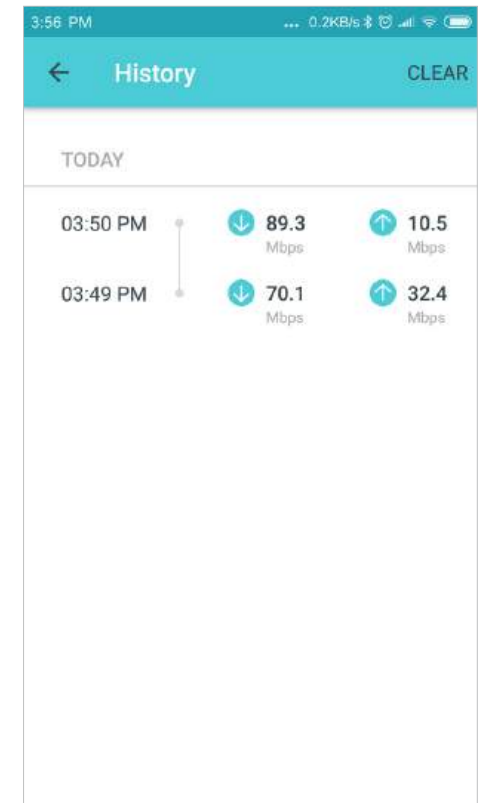 3:56 PM ... 0.2KB/s
History CLEAR
TODAY
03:50 PM 89.3 10.5
Mbps Mbps
03:49 PM 70.1 32.4
Mbps Mbps